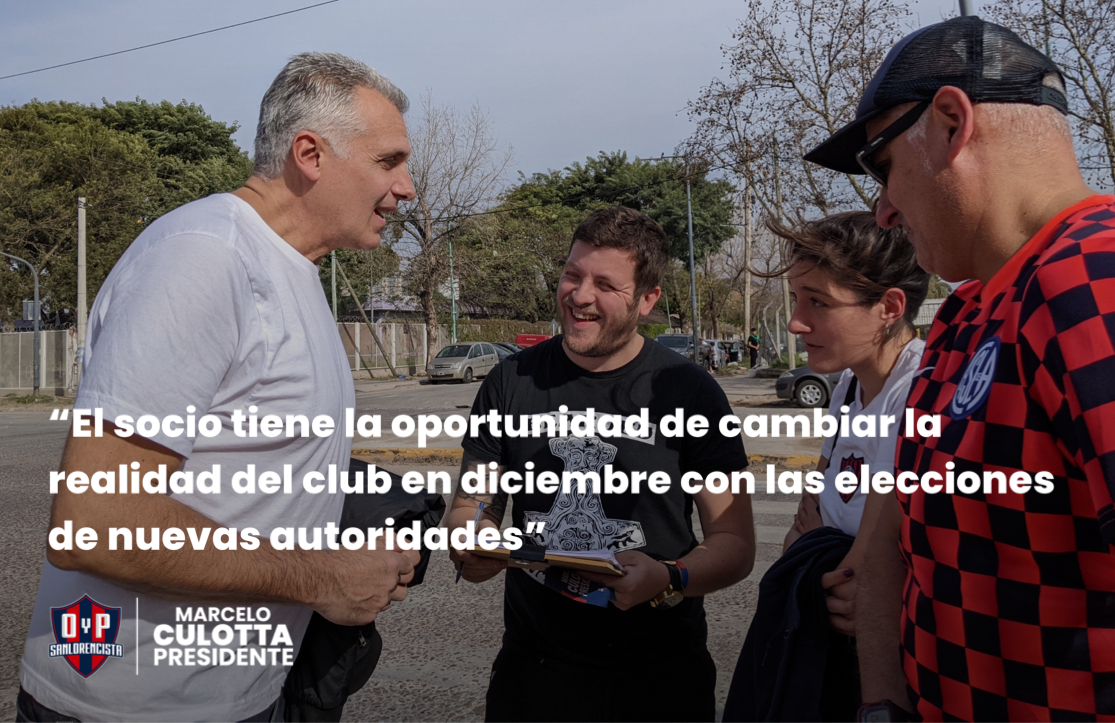 “El socio tiene la oportunidad de cambiar la
realidad del club en diciembre con las elecciones
de nuevas autoridades”
O Y P
SANLORENCISTA
MARCELO
CULOTTA
PRESIDENTE